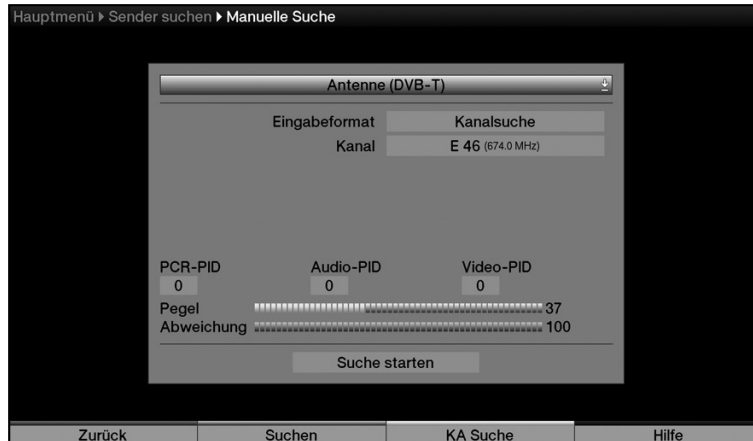 Hauptmenü ▸ Sender suchen ▸ Manuelle Suche
Antenne (DVB-T)
Eingabeformat Kanalsuche
Kanal E 46 (674.0 MHz)
PCR-PID Audio-PID Video-PID
0 0 0
Pegel 37
Abweichung 100
Suche starten
Zurück Suchen KA Suche Hilfe